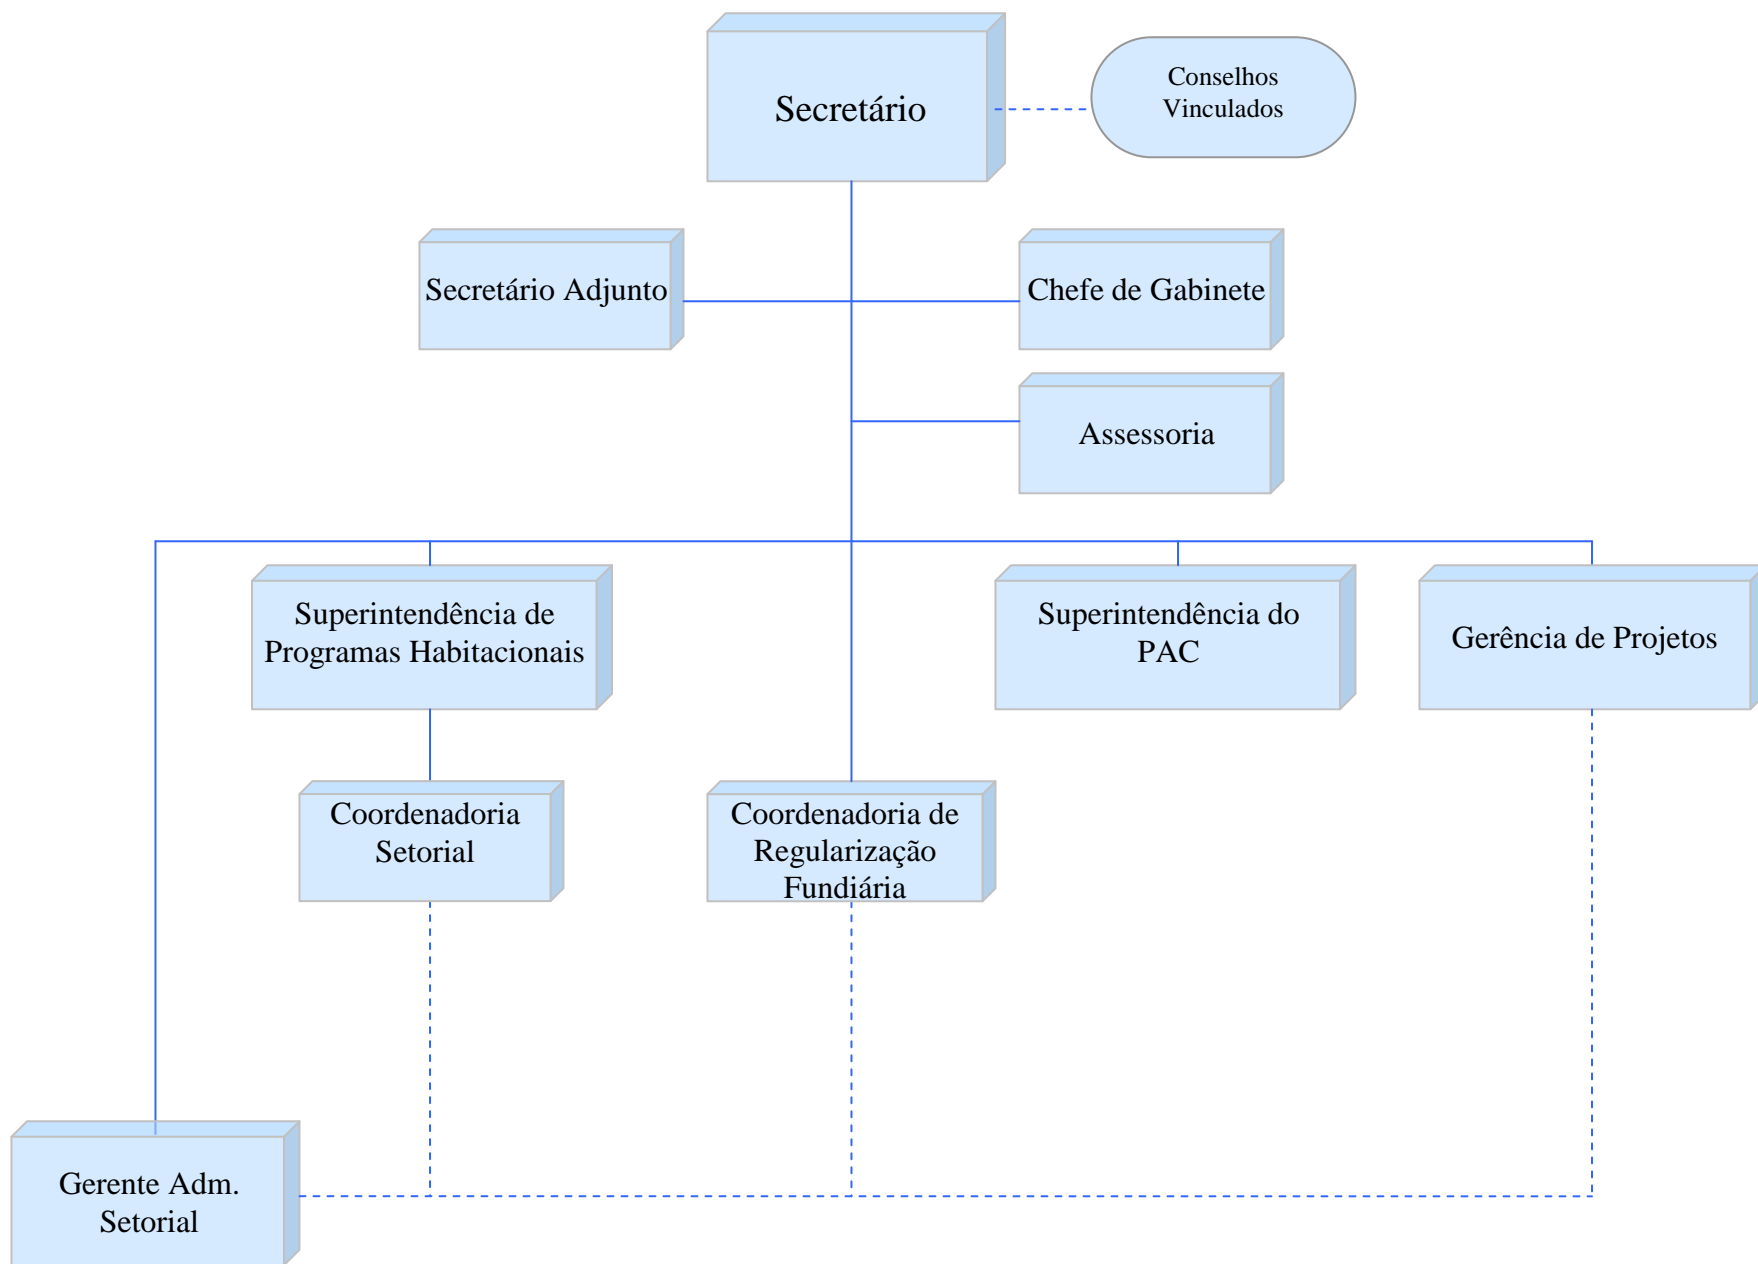 Secretário
Conselhos
Vinculados
Secretário Adjunto
Chefe de Gabinete
Assessoria
Superintendência de
Programas Habitacionais
Superintendência do
PAC
Gerência de Projetos
Coordenadoria
Setorial
Coordenadoria de
Regularização
Fundiária
Gerente Adm.
Setorial